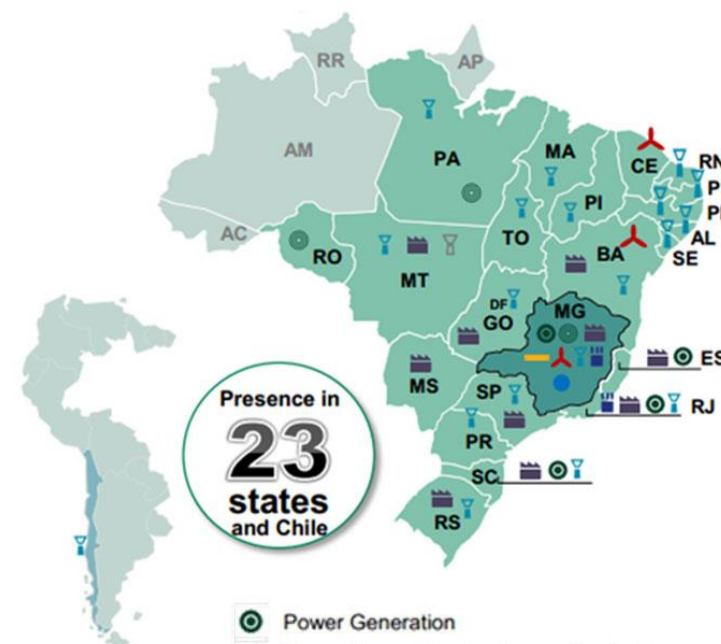 RR
AP
AM
PA
MA
CE
RN
PI
TO
AL
AC
RO
BA
SE
MT
DF
GO
MG
ES
MS
SP
RJ
Presence in
23
states
and Chile
PR
SC
RS
Power Generation